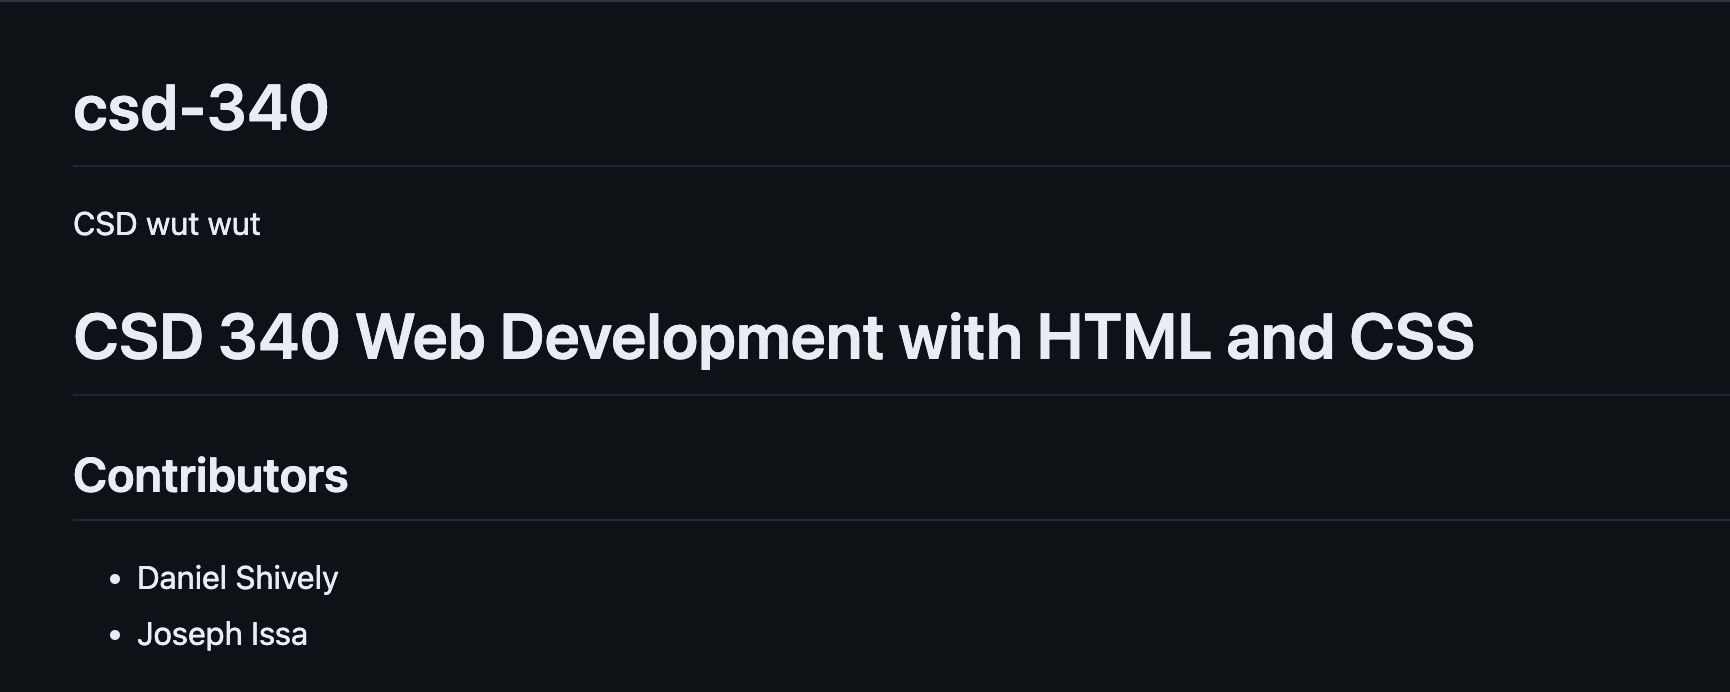 csd-340
CSD wut wut
CSD 340 Web Development with HTML and CSS
Contributors
• Daniel Shively
• Joseph Issa